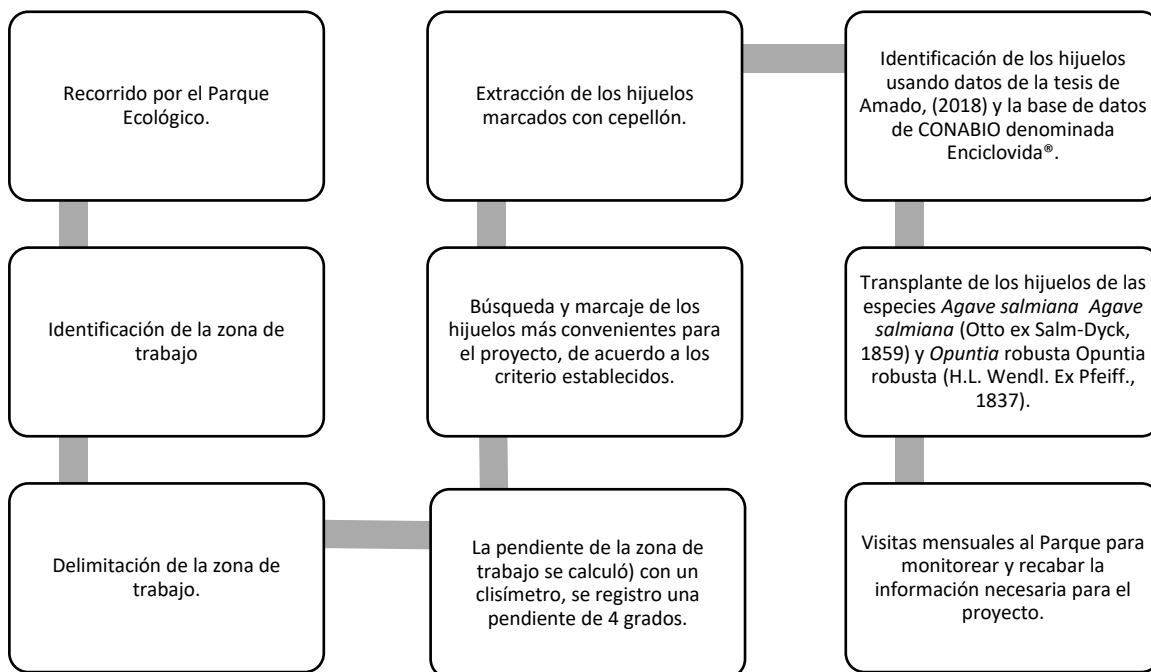 Recorrido por el Parque
Ecológico.
Identificación de la zona de
trabajo
Delimitación de la zona de
trabajo.
La pendiente de la zona de
trabajo se calculó) con un
clisímetro, se registro una
pendiente de 4 grados.
Búsqueda y marcaje de los
hijuelos más convenientes para
el proyecto, de acuerdo a los
criterio establecidos.
Extracción de los hijuelos
marcados con cepellón.
Identificación de los hijuelos
usando datos de la tesis de
Amado, (2018) y la base de datos
de CONABIO denominada
Enciclovida®.
Transplante de los hijuelos de las
especies Agave salmiana Agave
salmiana (Otto ex Salm-Dyck,
1859) y Opuntia robusta Opuntia
robusta (H.L. Wendl. Ex Pfeiff.,
1837).
Visitas mensuales al Parque para
monitorear y recabar la
información necesaria para el
proyecto.